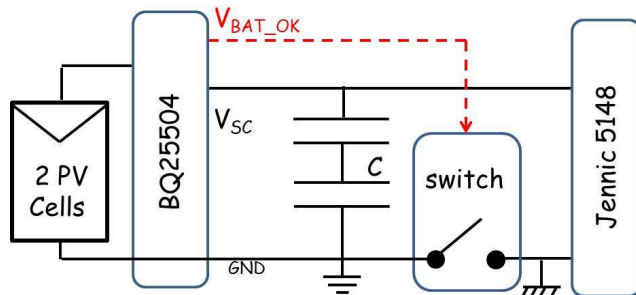 V_BAT_OK
BQ25504
V_SC
2 PV
Cells
C
switch
Jennic 5148
GND